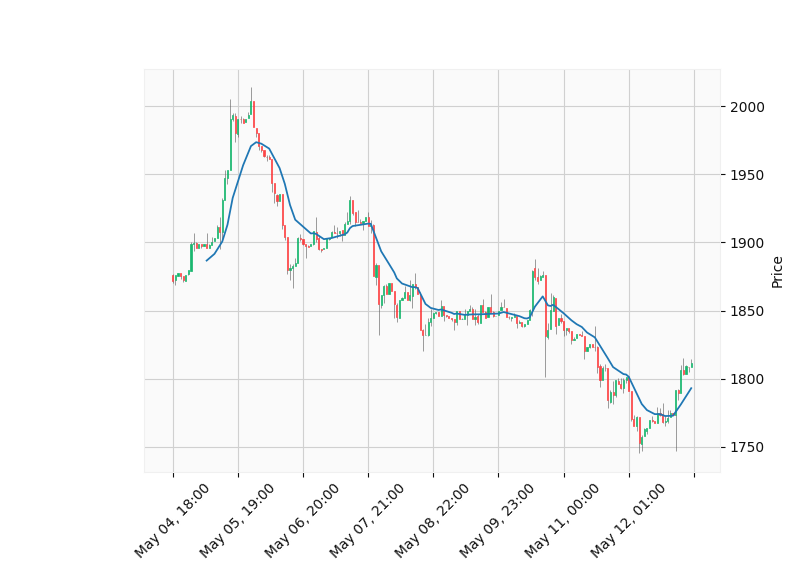 2000
1950
1900
1850
1800
1750
Price
May 04, 18:00
May 05, 19:00
May 06, 20:00
May 07, 21:00
May 08, 22:00
May 09, 23:00
May 11, 00:00
May 12, 01:00